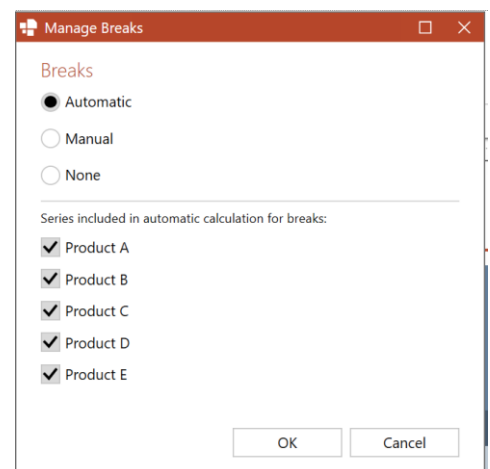 Manage Breaks
Breaks
Automatic
Manual
None
Series included in automatic calculation for breaks:
Product A
Product B
Product C
Product D
Product E
OK Cancel